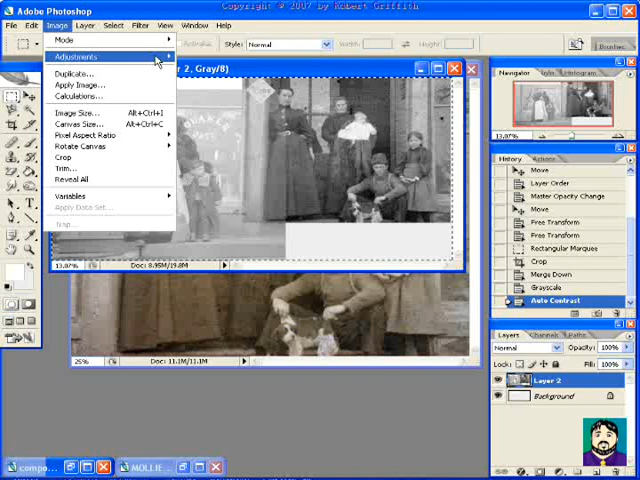 Copyright © 2007 by Robert Griffith
Adobe Photoshop
File Edit Image Layer Select Filter View Window Help
Style: Normal Width: Height: Brushes
Mode
Adjustments
Duplicate...
Apply Image...
Calculations...
Image Size... Alt+Ctrl+I
Canvas Size... Alt+Ctrl+C
Pixel Aspect Ratio
Rotate Canvas
Crop
Trim...
Reveal All
Variables
Apply Data Set...
Trap...
2, Gray/8)
QUAKER
13.07% Doc: 8.95M/19.8M
25% Doc: 11.1M/11.1M
Navigator Info Histogram
13.07%
History Actions
Move
Layer Order
Master Opacity Change
Move
Free Transform
Free Transform
Rectangular Marquee
Crop
Merge Down
Grayscale
Auto Contrast
Layers Channels Paths
Normal Opacity: 100%
Lock: Fill: 100%
Layer 2
Background
compo...
MOLLIE...